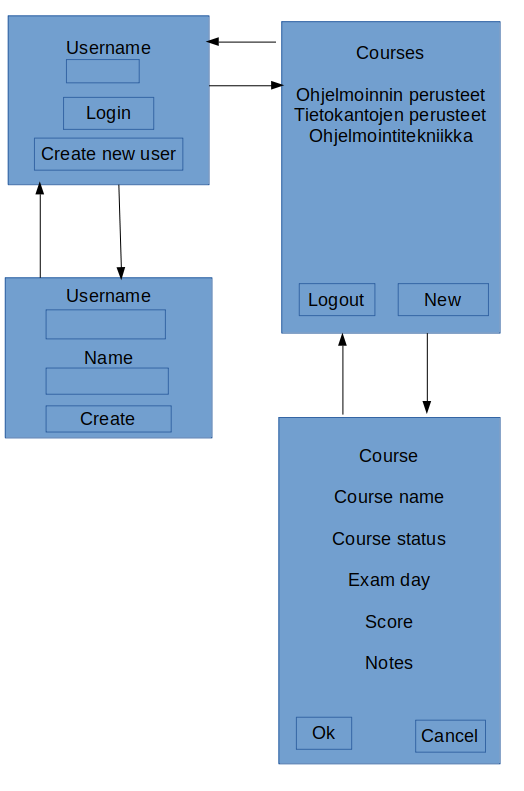 Username
Login
Create new user
Courses
Ohjelmoinnin perusteet
Tietokantojen perusteet
Ohjelmointitekniikka
Logout
New
Username
Name
Create
Course
Course name
Course status
Exam day
Score
Notes
Ok
Cancel